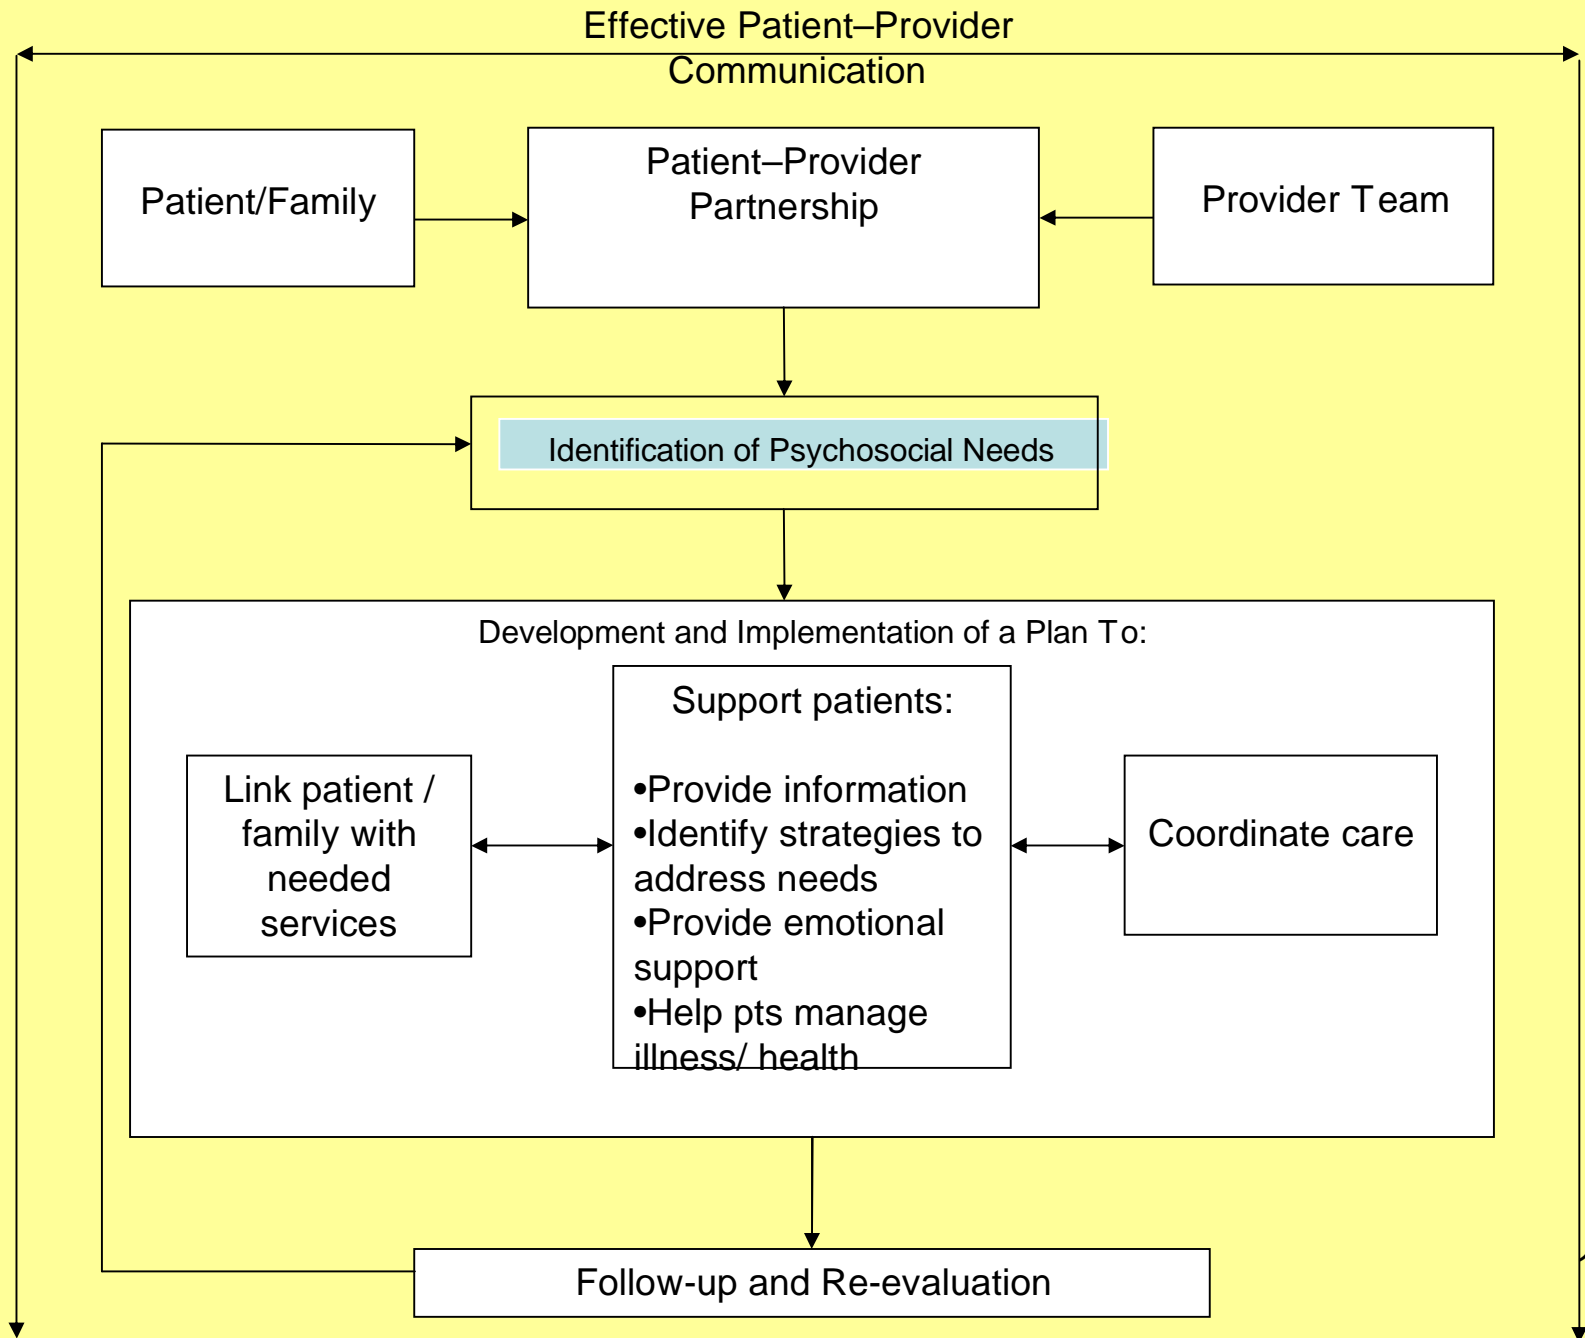 Effective Patient–Provider
Communication
Patient/Family
Patient–Provider
Partnership
Provider Team
Identification of Psychosocial Needs
Development and Implementation of a Plan To:
Link patient /
family with
needed
services
Support patients:
•Provide information
•Identify strategies to
address needs
•Provide emotional
support
•Help pts manage
illness/ health
Coordinate care
Follow-up and Re-evaluation